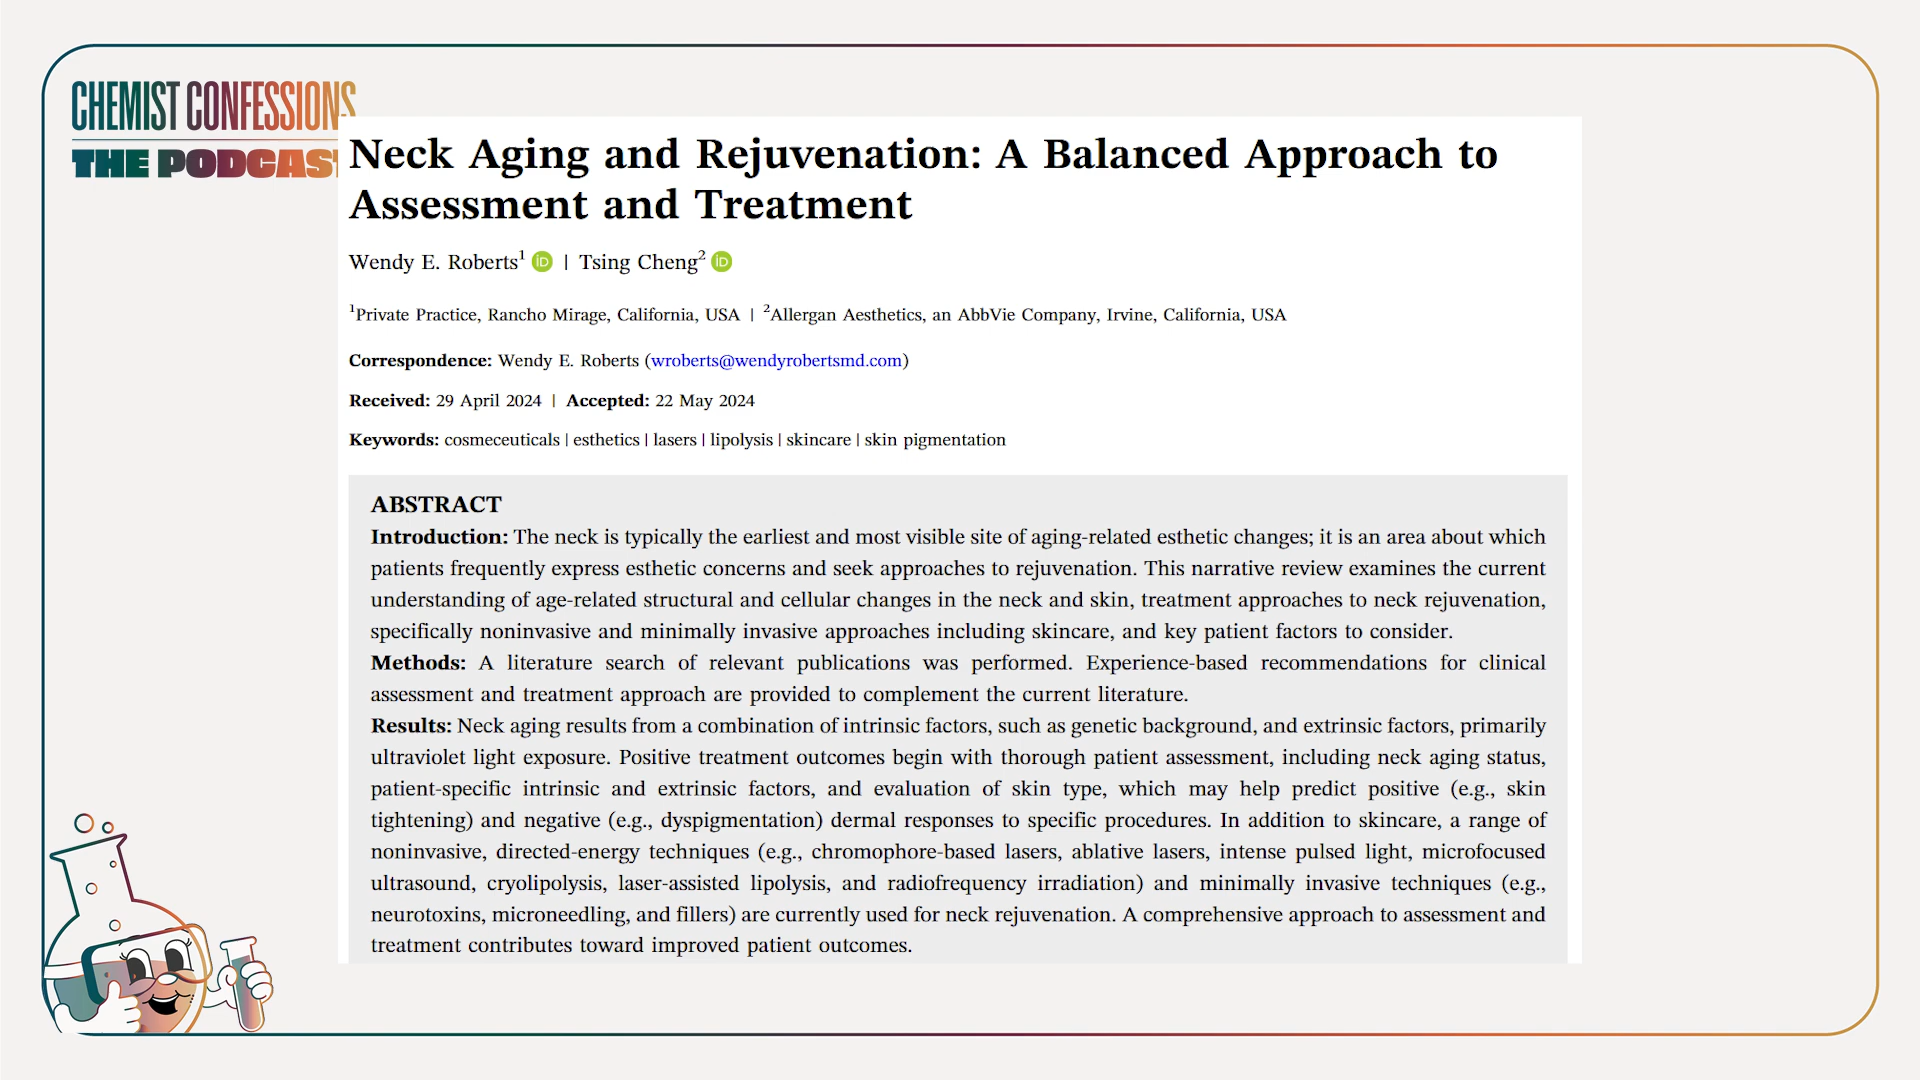 CHEMIST CONFESSIONS
THE PODCAST
Neck Aging and Rejuvenation: A Balanced Approach to
Assessment and Treatment
Wendy E. Roberts1 iD | Tsing Cheng2 iD
1Private Practice, Rancho Mirage, California, USA | 2Allergan Aesthetics, an AbbVie Company, Irvine, California, USA
Correspondence: Wendy E. Roberts (wroberts@wendyrobertsmd.com)
Received: 29 April 2024 | Accepted: 22 May 2024
Keywords: cosmeceuticals | esthetics | lasers | lipolysis | skincare | skin pigmentation
ABSTRACT
Introduction: The neck is typically the earliest and most visible site of aging-related esthetic changes; it is an area about which
patients frequently express esthetic concerns and seek approaches to rejuvenation. This narrative review examines the current
understanding of age-related structural and cellular changes in the neck and skin, treatment approaches to neck rejuvenation,
specifically noninvasive and minimally invasive approaches including skincare, and key patient factors to consider.
Methods: A literature search of relevant publications was performed. Experience-based recommendations for clinical
assessment and treatment approach are provided to complement the current literature.
Results: Neck aging results from a combination of intrinsic factors, such as genetic background, and extrinsic factors, primarily
ultraviolet light exposure. Positive treatment outcomes begin with thorough patient assessment, including neck aging status,
patient-specific intrinsic and extrinsic factors, and evaluation of skin type, which may help predict positive (e.g., skin
tightening) and negative (e.g., dyspigmentation) dermal responses to specific procedures. In addition to skincare, a range of
noninvasive, directed-energy techniques (e.g., chromophore-based lasers, ablative lasers, intense pulsed light, microfocused
ultrasound, cryolipolysis, laser-assisted lipolysis, and radiofrequency irradiation) and minimally invasive techniques (e.g.,
neurotoxins, microneedling, and fillers) are currently used for neck rejuvenation. A comprehensive approach to assessment and
treatment contributes toward improved patient outcomes.